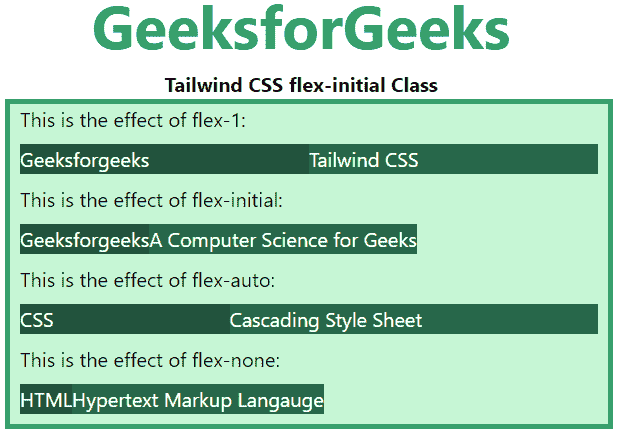 GeeksforGeeks
Tailwind CSS flex-initial Class
This is the effect of flex-1:
Geeksforgeeks Tailwind CSS
This is the effect of flex-initial:
GeeksforgeeksA Computer Science for Geeks
This is the effect of flex-auto:
CSS Cascading Style Sheet
This is the effect of flex-none:
HTMLHypertext Markup Langauge